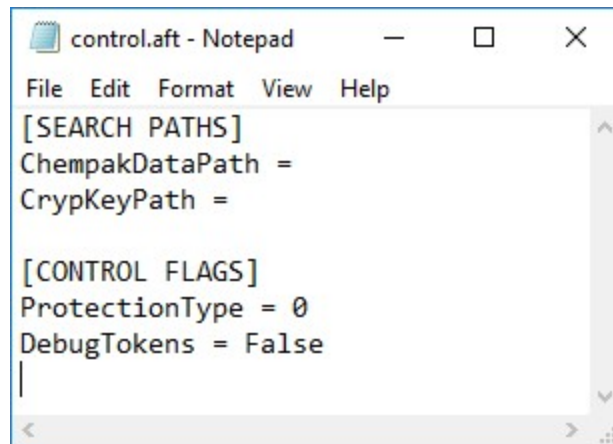 control.aft - Notepad
File Edit Format View Help
[SEARCH PATHS]
ChempakDataPath =
CrypKeyPath =
[CONTROL FLAGS]
ProtectionType = 0
DebugTokens = False